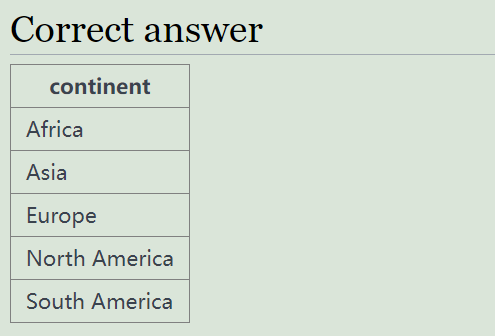 Correct answer
continent
Africa
Asia
Europe
North America
South America